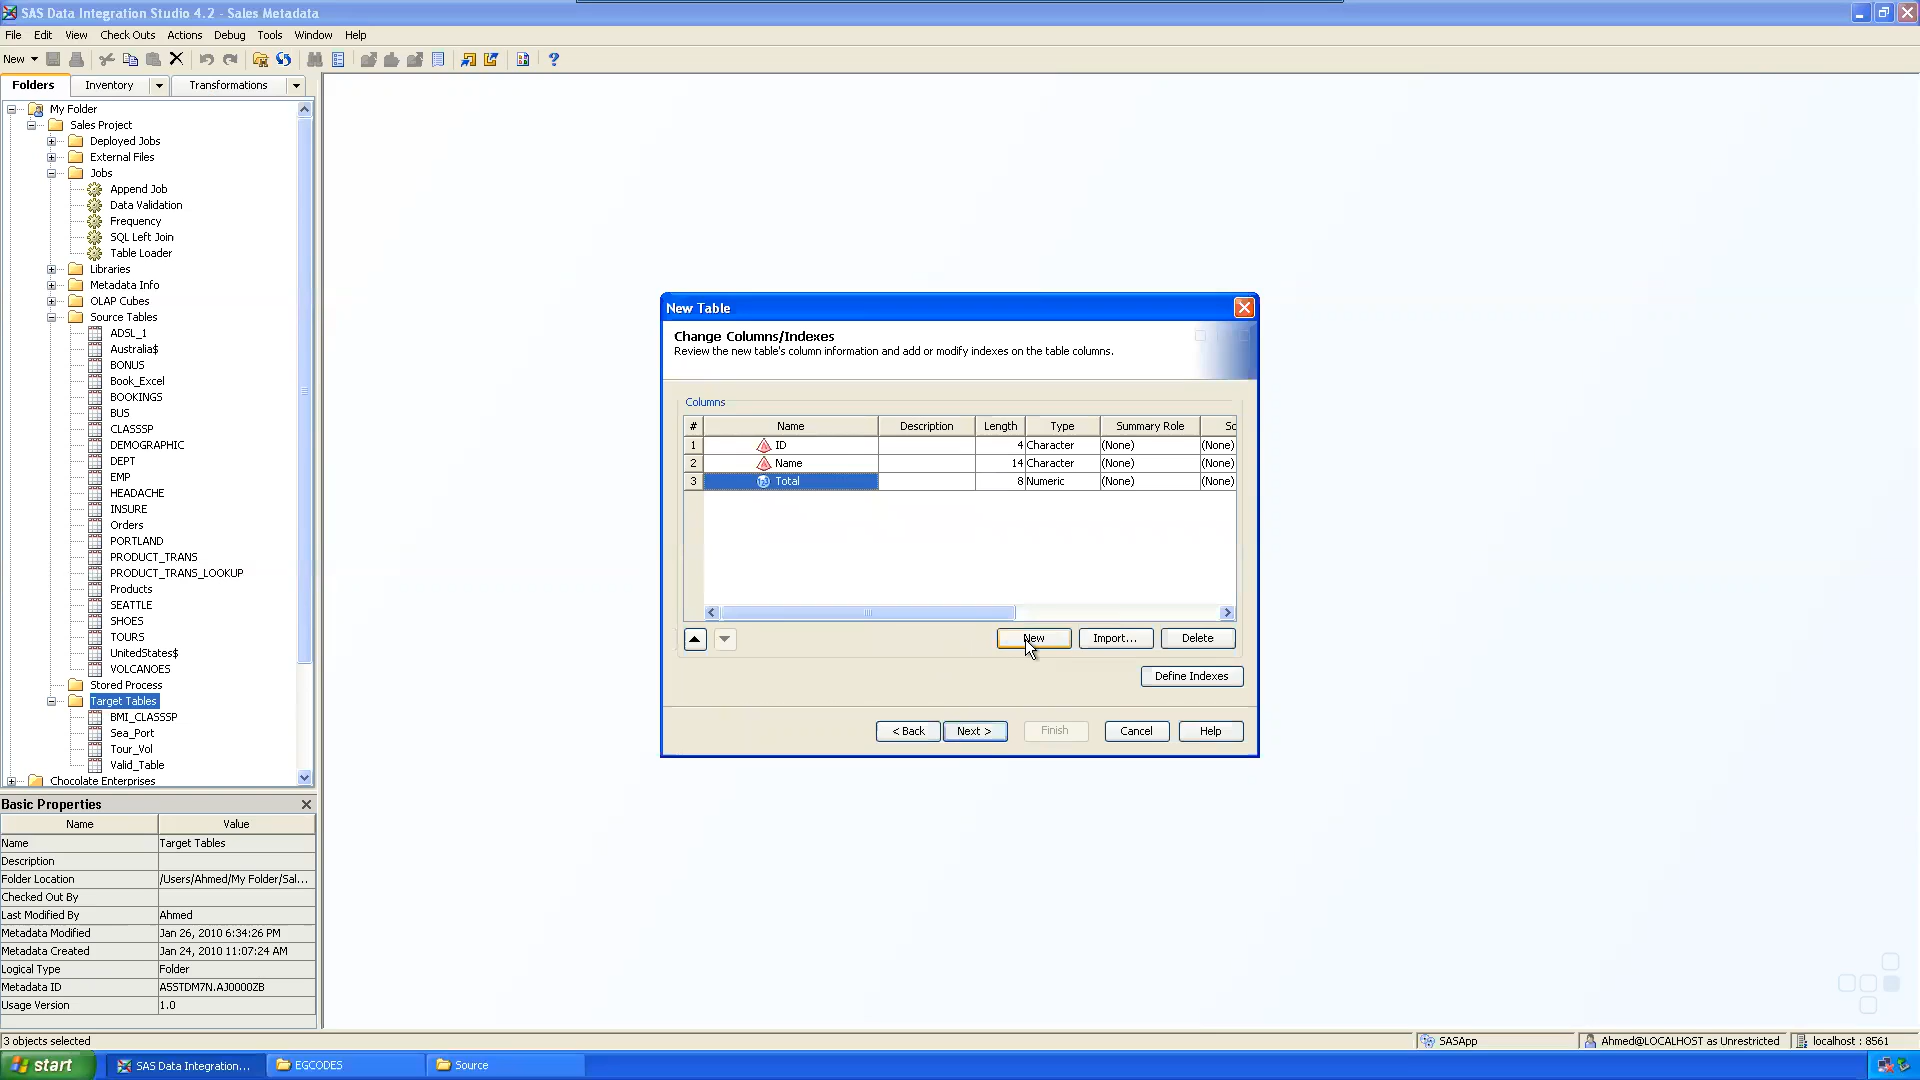 SAS Data Integration Studio 4.2 - Sales Metadata
File Edit View Check Outs Actions Debug Tools Window Help
New
Folders Inventory Transformations
My Folder
Sales Project
Deployed Jobs
External Files
Jobs
Append Job
Data Validation
Frequency
SQL Left Join
Table Loader
Libraries
Metadata Info
OLAP Cubes
Source Tables
ADSL_1
Australia$
BONUS
Book_Excel
BOOKINGS
BUS
CLASSSP
DEMOGRAPHIC
DEPT
EMP
HEADACHE
INSURE
Orders
PORTLAND
PRODUCT_TRANS
PRODUCT_TRANS_LOOKUP
Products
SEATTLE
SHOES
TOURS
UnitedStates$
VOLCANOES
Stored Process
Target Tables
BMI_CLASSSP
Sea_Port
Tour_Vol
Valid_Table
Chocolate Enterprises
Basic Properties
Name Value
Name Target Tables
Description
Folder Location /Users/Ahmed/My Folder/Sal...
Checked Out By
Last Modified By Ahmed
Metadata Modified Jan 26, 2010 6:34:26 PM
Metadata Created Jan 24, 2010 11:07:24 AM
Logical Type Folder
Metadata ID A5STDM7N.AJ0000ZB
Usage Version 1.0
New Table
Change Columns/Indexes
Review the new table's column information and add or modify indexes on the table columns.
Columns
# Name Description Length Type Summary Role So
1 ID 4 Character (None) (None)
2 Name 14 Character (None) (None)
3 Total 8 Numeric (None) (None)
New Import... Delete
Define Indexes
< Back Next > Finish Cancel Help
3 objects selected SASApp Ahmed@LOCALHOST as Unrestricted localhost : 8561
start SAS Data Integration... EGCODES Source